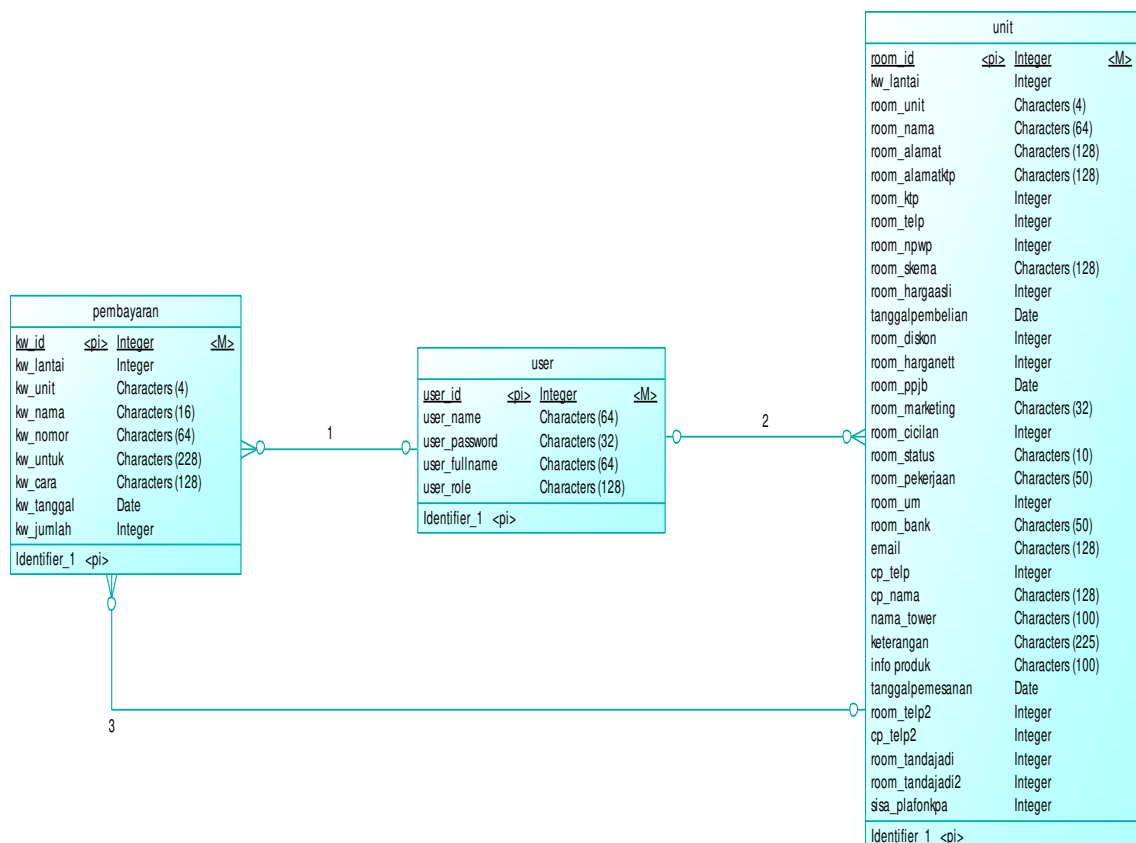 pembayaran
kw_id <pi> Integer <M>
kw_lantai Integer
kw_unit Characters (4)
kw_nama Characters (16)
kw_nomor Characters (64)
kw_untuk Characters (228)
kw_cara Characters (128)
kw_tanggal Date
kw_jumlah Integer
Identifier_1 <pi>
1
user
user_id <pi> Integer <M>
user_name Characters (64)
user_password Characters (32)
user_fullname Characters (64)
user_role Characters (128)
Identifier_1 <pi>
2
3
unit
room_id <pi> Integer <M>
kw_lantai Integer
room_unit Characters (4)
room_nama Characters (64)
room_alamat Characters (128)
room_alamatktp Characters (128)
room_ktp Integer
room_telp Integer
room_npwp Integer
room_skema Characters (128)
room_hargaasli Integer
tanggalpembelian Date
room_diskon Integer
room_harganett Integer
room_ppjb Date
room_marketing Characters (32)
room_cicilan Integer
room_status Characters (10)
room_pekerjaan Characters (50)
room_um Integer
room_bank Characters (50)
email Characters (128)
cp_telp Integer
cp_nama Characters (128)
nama_tower Characters (100)
keterangan Characters (225)
info produk Characters (100)
tanggalpemesanan Date
room_telp2 Integer
cp_telp2 Integer
room_tandajadi Integer
room_tandajadi2 Integer
sisa_plafonkpa Integer
Identifier_1 <pi>